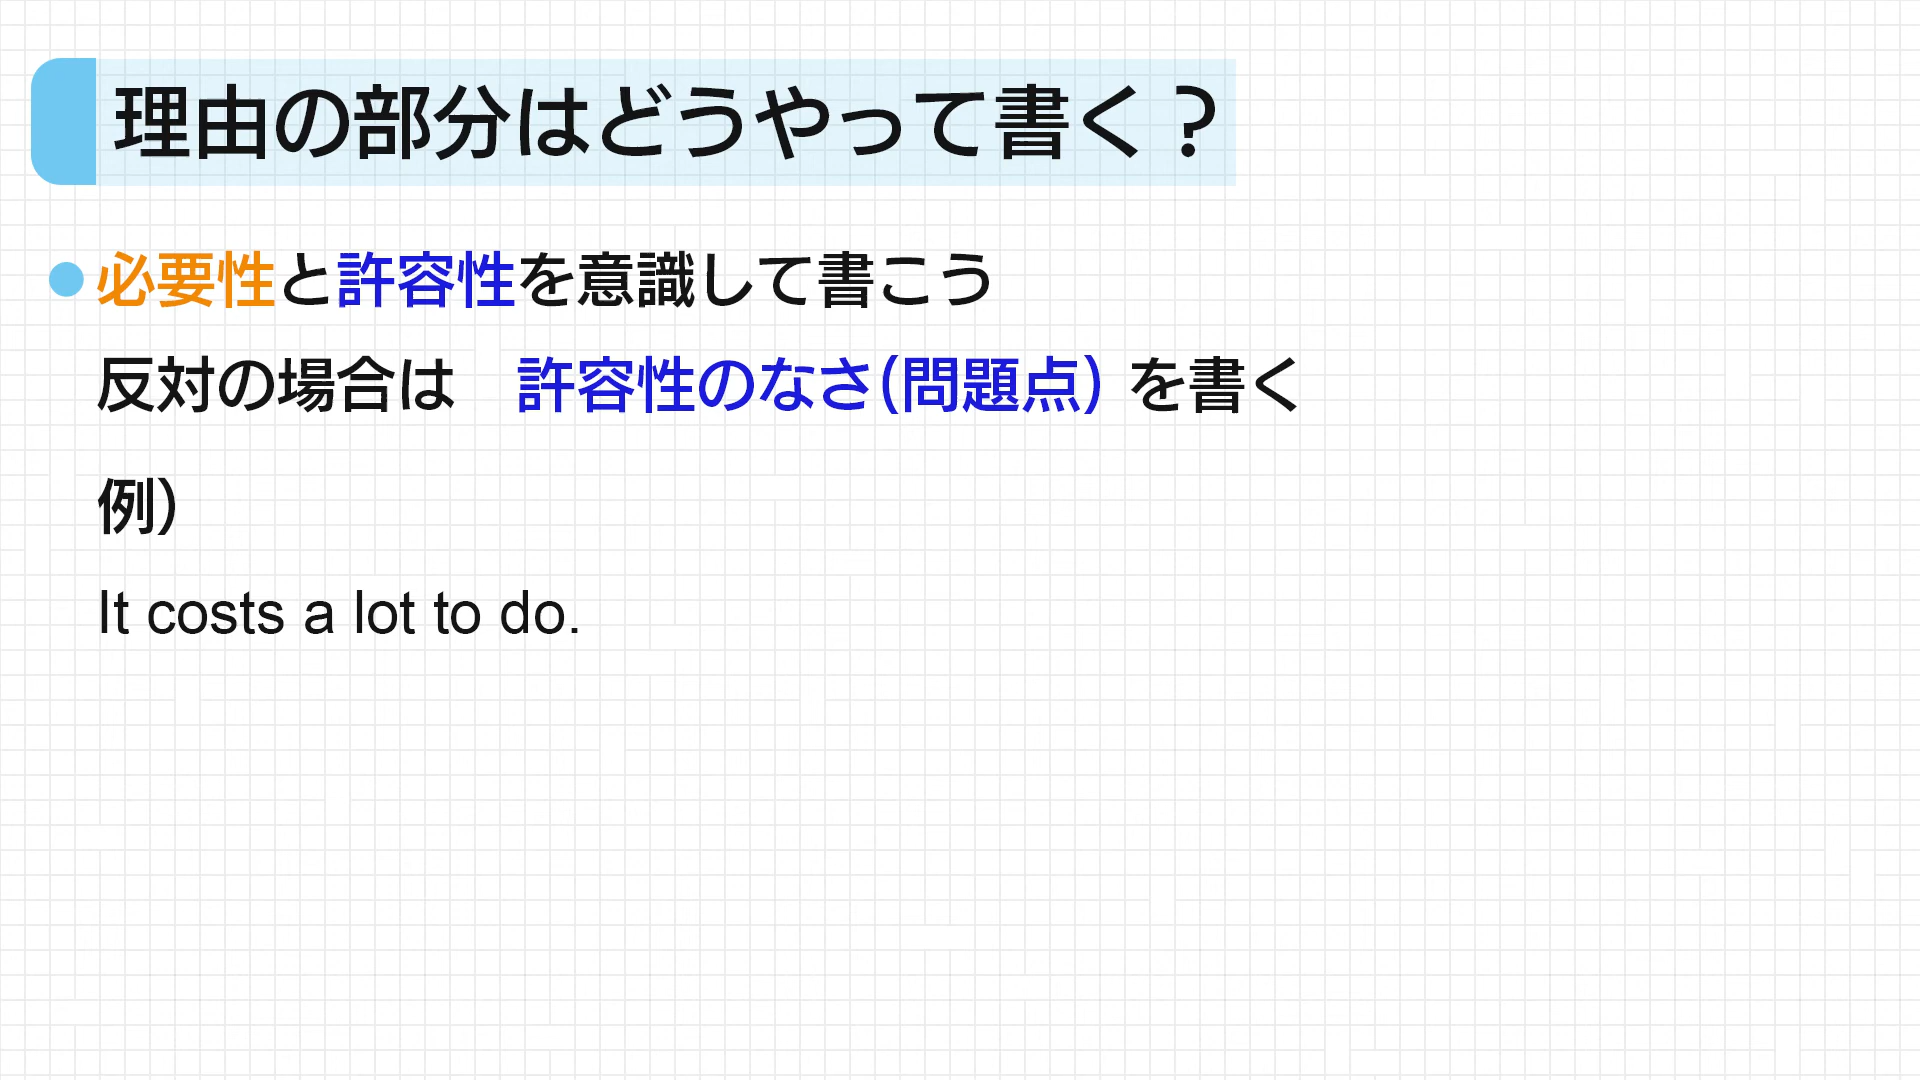 理由の部分はどうやって書く？
必要性と許容性を意識して書こう
反対の場合は　許容性のなさ(問題点) を書く
例)
It costs a lot to do.